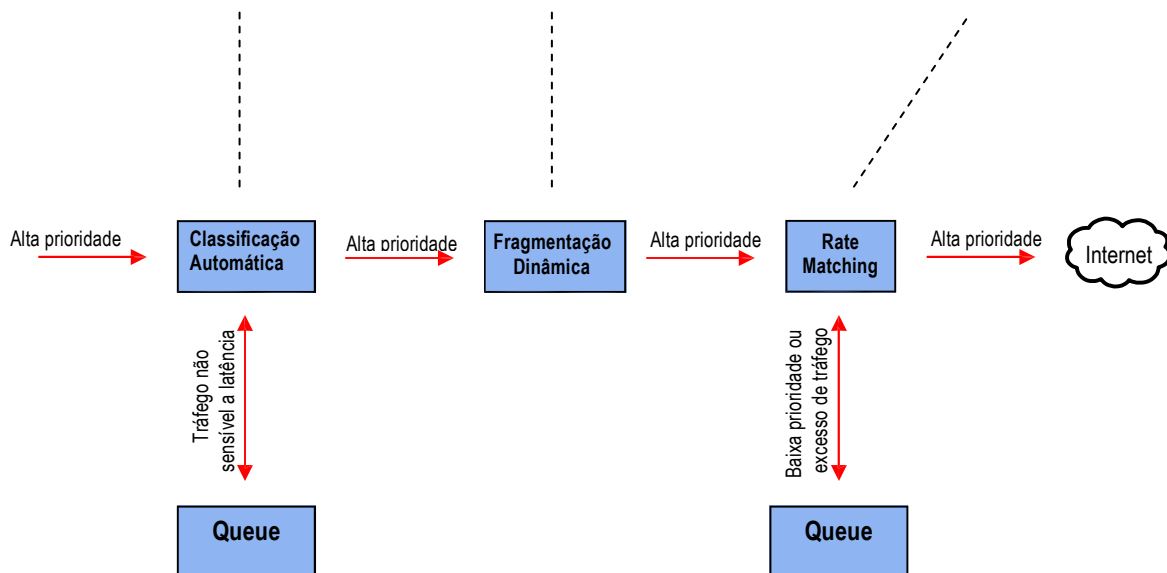 Alta prioridade
Classificação
Automática
Alta prioridade
Fragmentação
Dinâmica
Alta prioridade
Rate
Matching
Alta prioridade
Internet
Tráfego não
sensível a latência
Baixa prioridade ou
excesso de tráfego
Queue
Queue